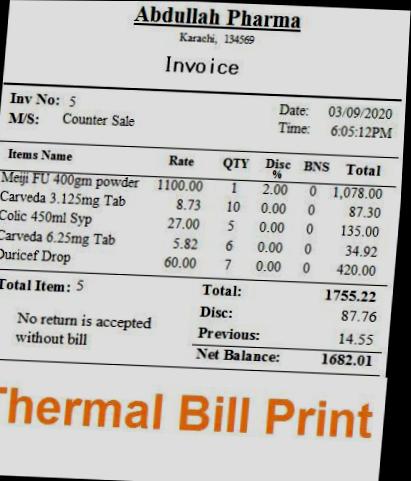 Abdullah Pharma
Karachi, 134569
Invoice
Inv No: 5 Date: 03/09/2020
M/S: Counter Sale Time: 6:05:12PM
Items Name Rate QTY Disc % BNS Total
Meiji FU 400gm powder 1100.00 1 2.00 0 1,078.00
Carveda 3.125mg Tab 8.73 10 0.00 0 87.30
Colic 450ml Syp 27.00 5 0.00 0 135.00
Carveda 6.25mg Tab 5.82 6 0.00 0 34.92
Duricef Drop 60.00 7 0.00 0 420.00
Total Item: 5 Total: 1755.22
Disc: 87.76
No return is accepted Previous: 14.55
without bill Net Balance: 1682.01
Thermal Bill Print